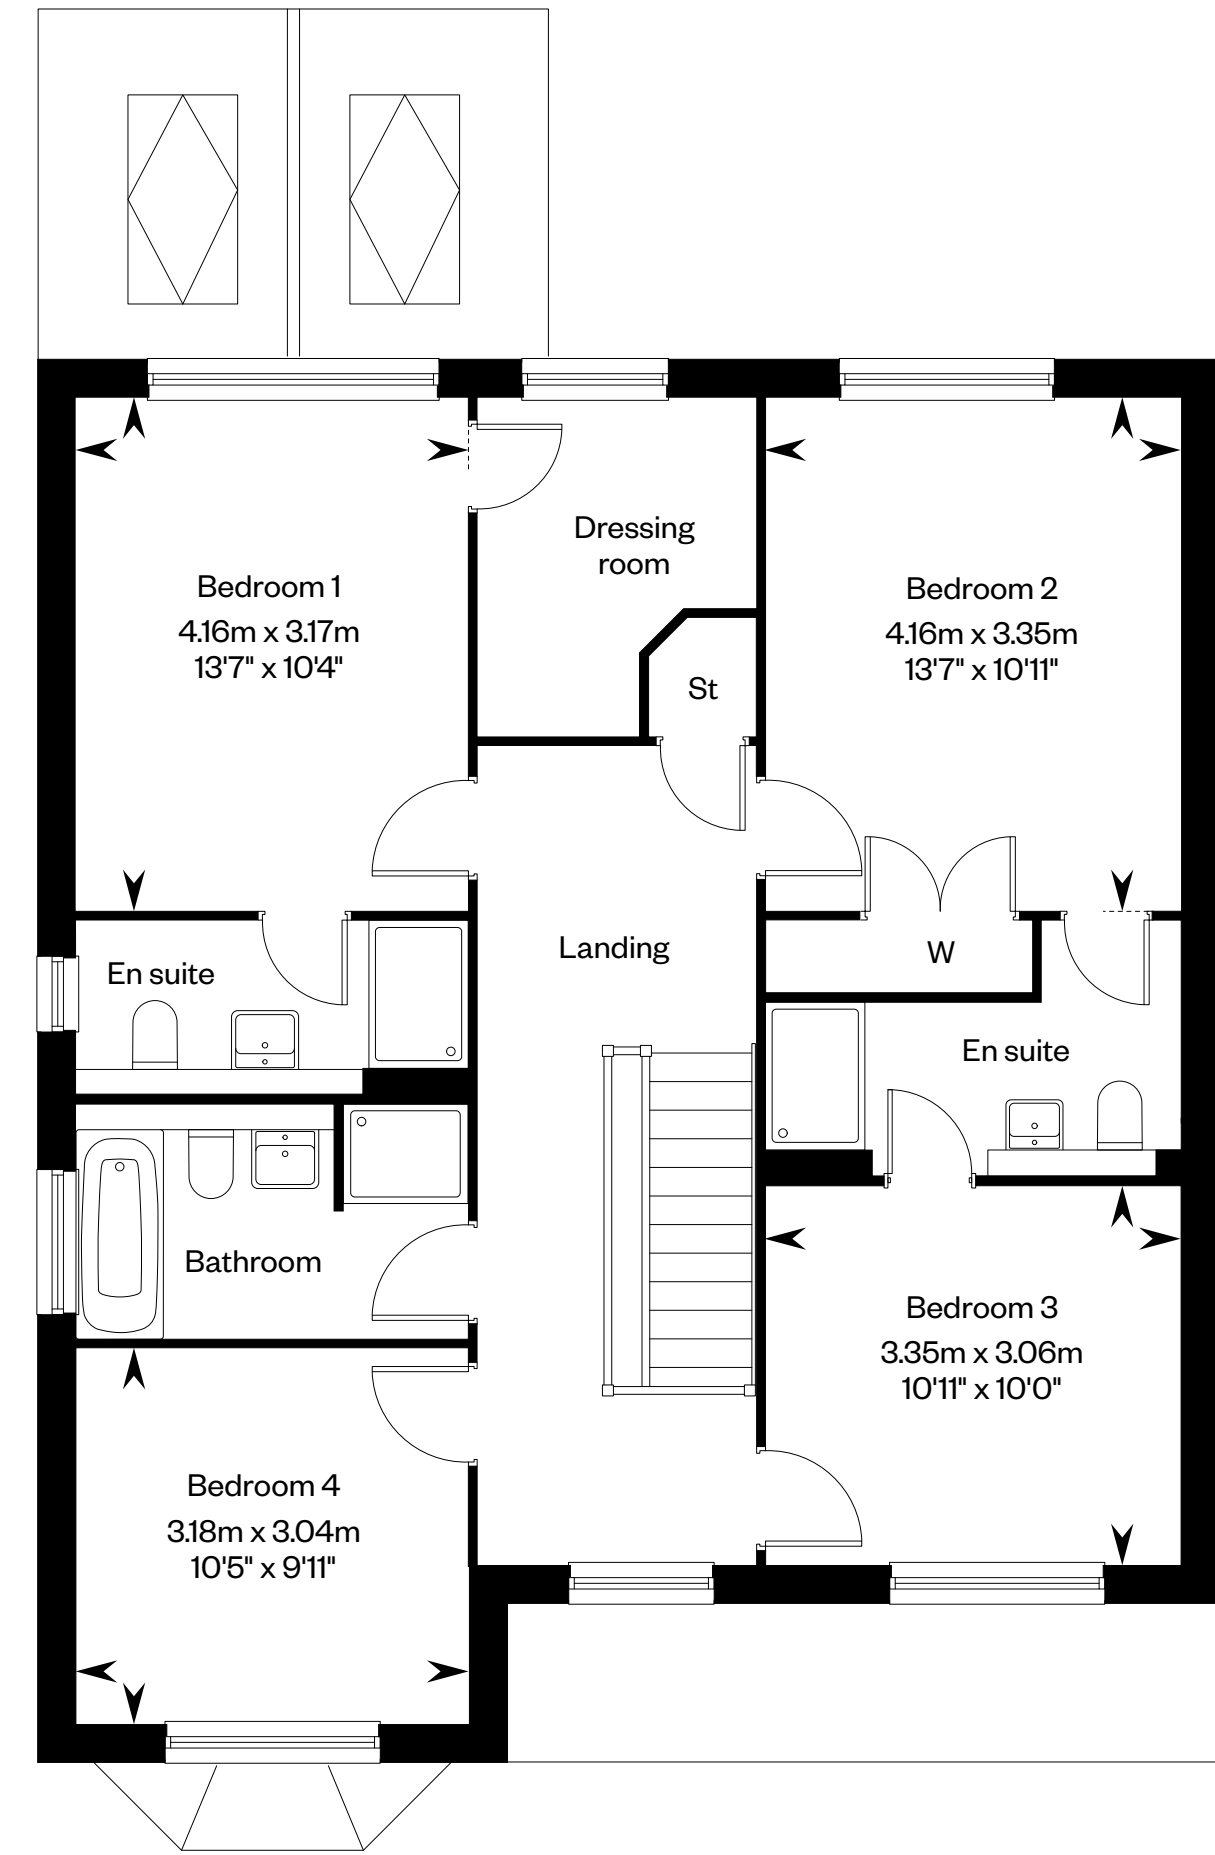 Dressing
room
Bedroom 1
4.16m x 3.17m
13'7" x 10'4"
Bedroom 2
4.16m x 3.35m
13'7" x 10'11"
St
En suite
Landing
W
En suite
Bathroom
Bedroom 3
3.35m x 3.06m
10'11" x 10'0"
Bedroom 4
3.18m x 3.04m
10'5" x 9'11"